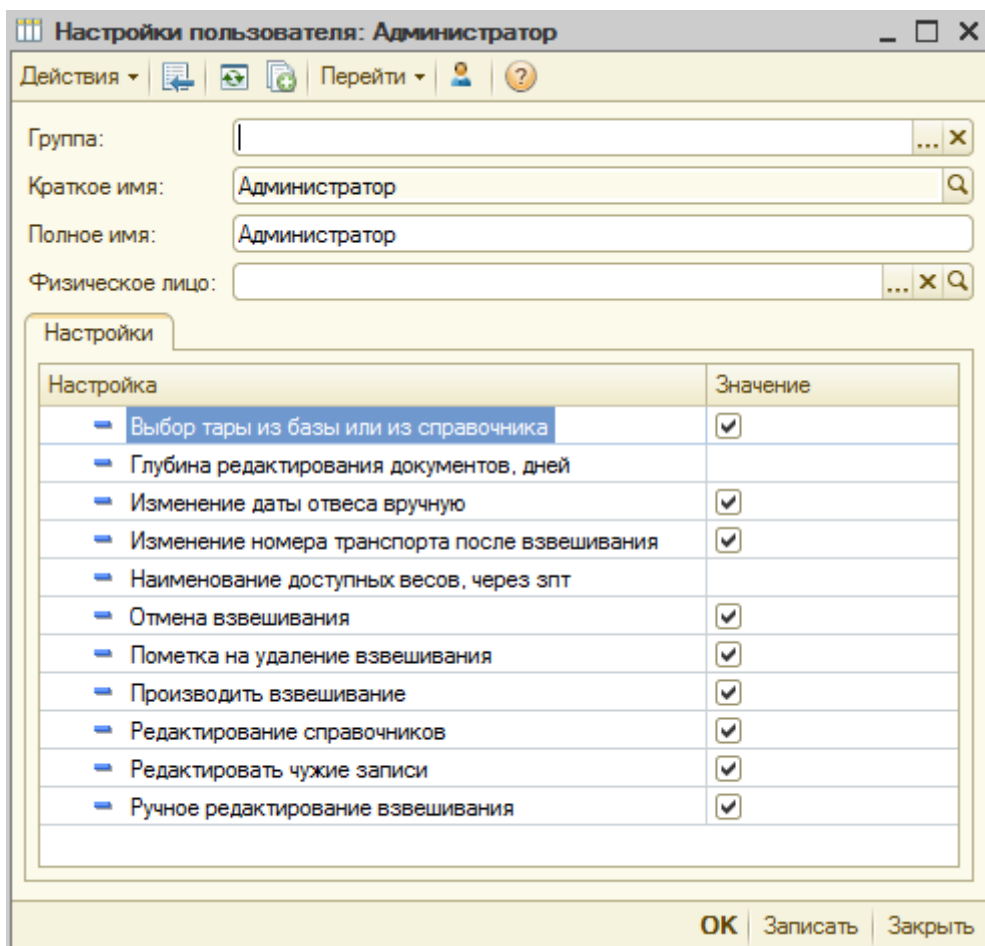 Настройки пользователя: Администратор
Действия Перейти
Группа:
Краткое имя: Администратор
Полное имя: Администратор
Физическое лицо:
Настройки
Настройка Значение
Выбор тары из базы или из справочника
Глубина редактирования документов, дней
Изменение даты отвеса вручную
Изменение номера транспорта после взвешивания
Наименование доступных весов, через зпт
Отмена взвешивания
Пометка на удаление взвешивания
Производить взвешивание
Редактирование справочников
Редактировать чужие записи
Ручное редактирование взвешивания
OK Записать Закрыть